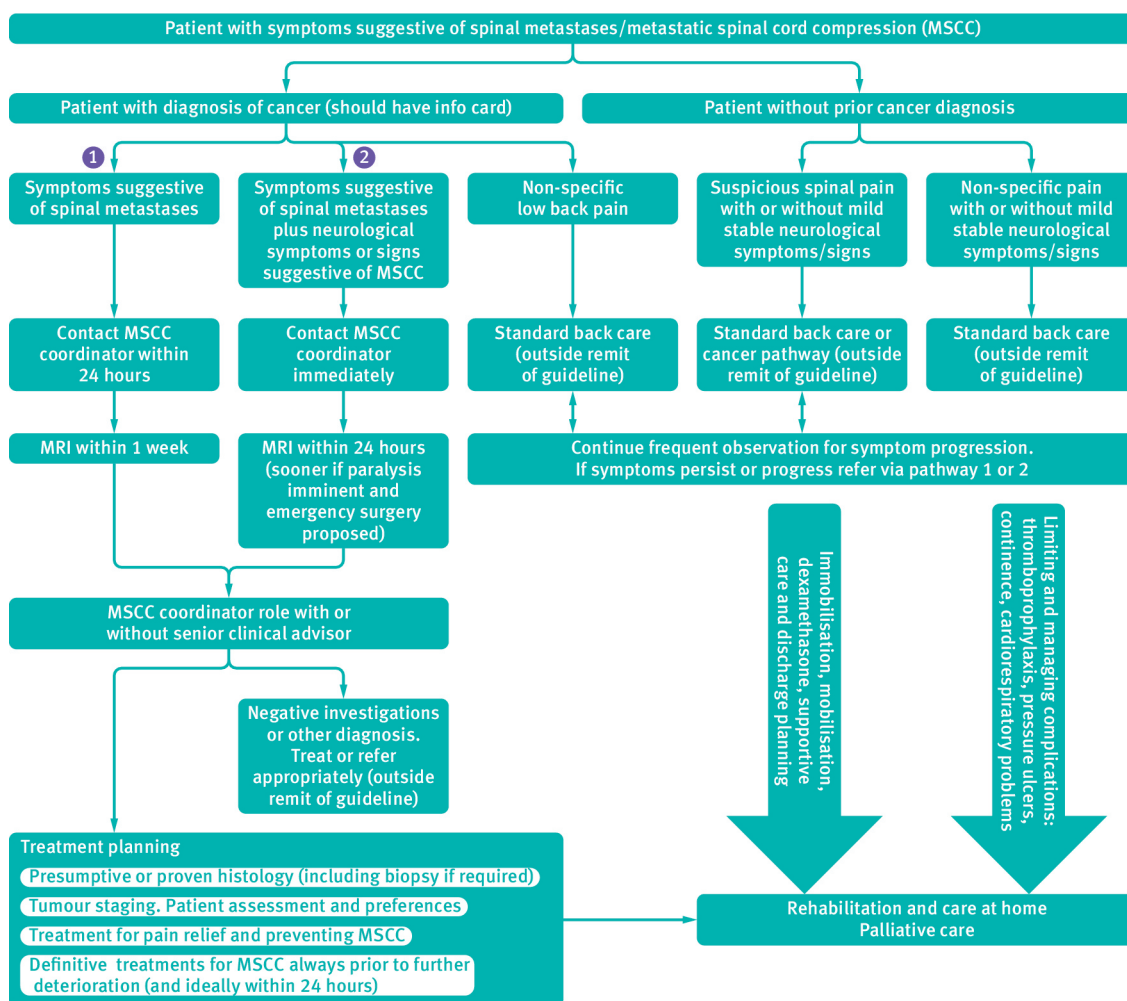 Patient with symptoms suggestive of spinal metastases/metastatic spinal cord compression (MSCC)
Patient with diagnosis of cancer (should have info card)
Patient without prior cancer diagnosis
1
2
Symptoms suggestive
of spinal metastases
Symptoms suggestive
of spinal metastases
plus neurological
symptoms or signs
suggestive of MSCC
Non-specific
low back pain
Suspicious spinal pain
with or without mild
stable neurological
symptoms/signs
Non-specific pain
with or without mild
stable neurological
symptoms/signs
Contact MSCC
coordinator within
24 hours
Contact MSCC
coordinator
immediately
Standard back care
(outside remit
of guideline)
Standard back care or
cancer pathway (outside
remit of guideline)
Standard back care
(outside remit
of guideline)
MRI within 1 week
MRI within 24 hours
(sooner if paralysis
imminent and
emergency surgery
proposed)
Continue frequent observation for symptom progression.
If symptoms persist or progress refer via pathway 1 or 2
MSCC coordinator role with or
without senior clinical advisor
Negative investigations
or other diagnosis.
Treat or refer
appropriately (outside
remit of guideline)
Immobilisation, mobilisation,
dexamethasone, supportive
care and discharge planning
Limiting and managing complications:
thromboprophylaxis, pressure ulcers,
continence, cardiorespiratory problems
Treatment planning
Presumptive or proven histology (including biopsy if required)
Tumour staging. Patient assessment and preferences
Treatment for pain relief and preventing MSCC
Definitive treatments for MSCC always prior to further
deterioration (and ideally within 24 hours)
Rehabilitation and care at home
Palliative care